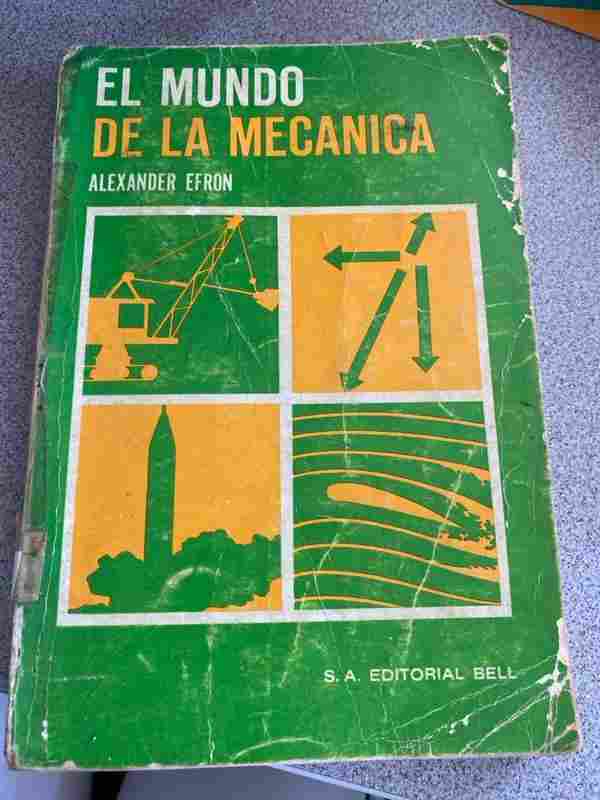 EL MUNDO
DE LA MECANICA
ALEXANDER EFRON
S. A. EDITORIAL BELL